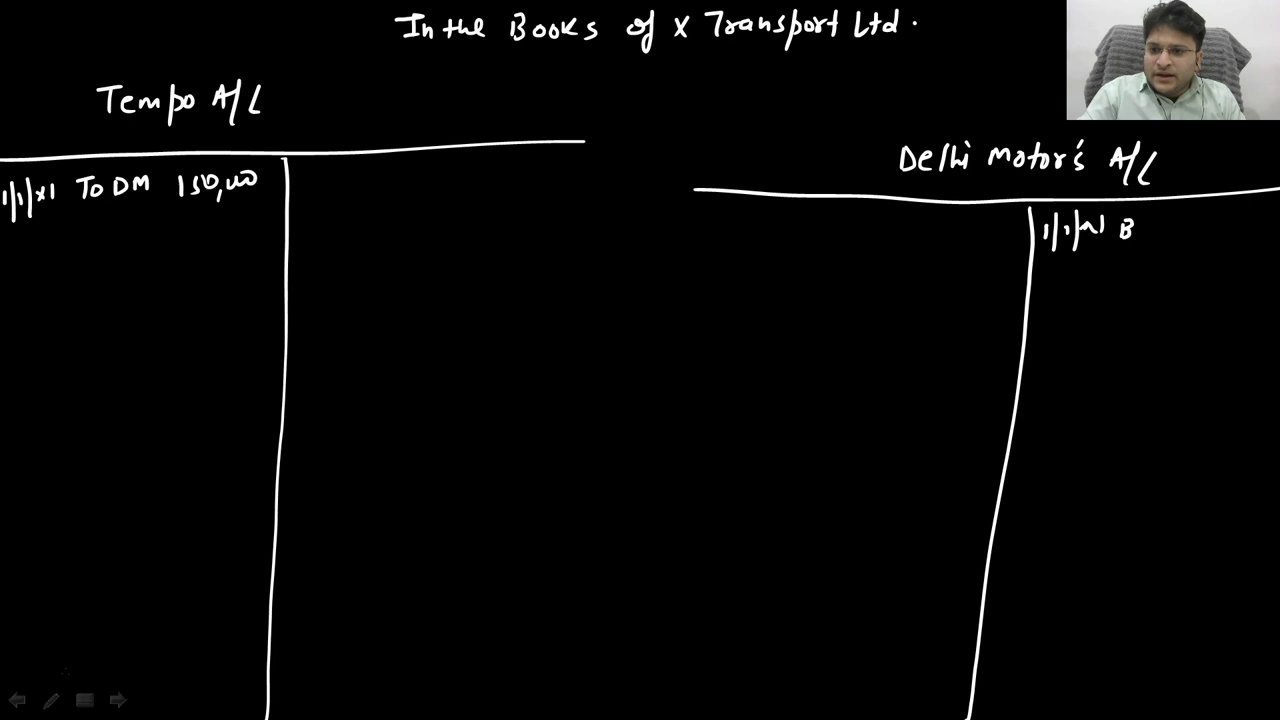 In the Books of X Transport Ltd.
Tempo A/c
1/1/x1 To DM 150,000
Delhi Motor's A/c
1/1/x1 B